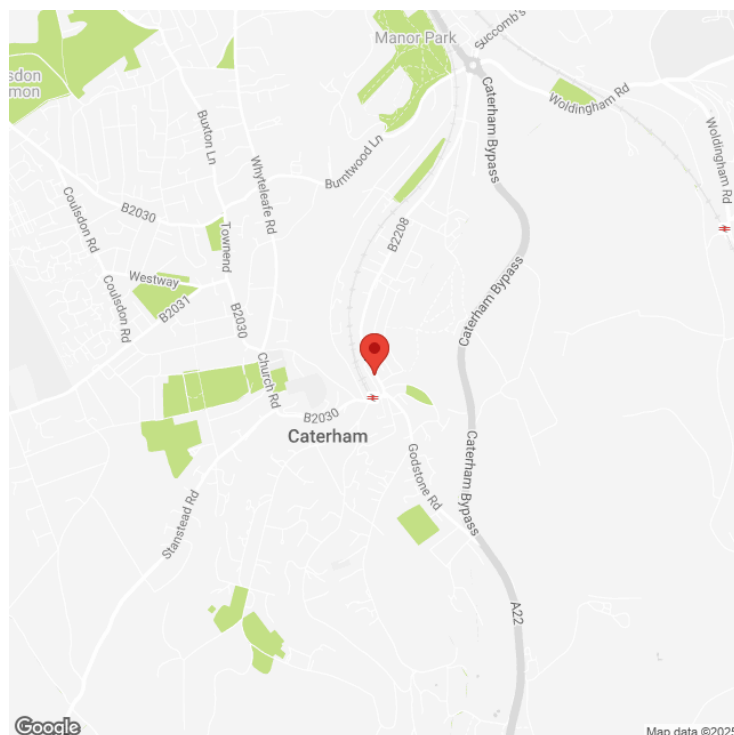 Manor Park
Succomb's
lsdon
mon
Woldingham Rd
Caterham Bypass
Buxton Ln
Whyteleafe Rd
Burntwood Ln
Woldingham Rd
Coulsdon Rd
B2030
Townend
B2208
Westway
B2031
Coulsdon Rd
B2030
Caterham Bypass
Church Rd
B2030
Caterham
Godstone Rd
Caterham Bypass
Stanstead Rd
A22
Google
Map data ©2025